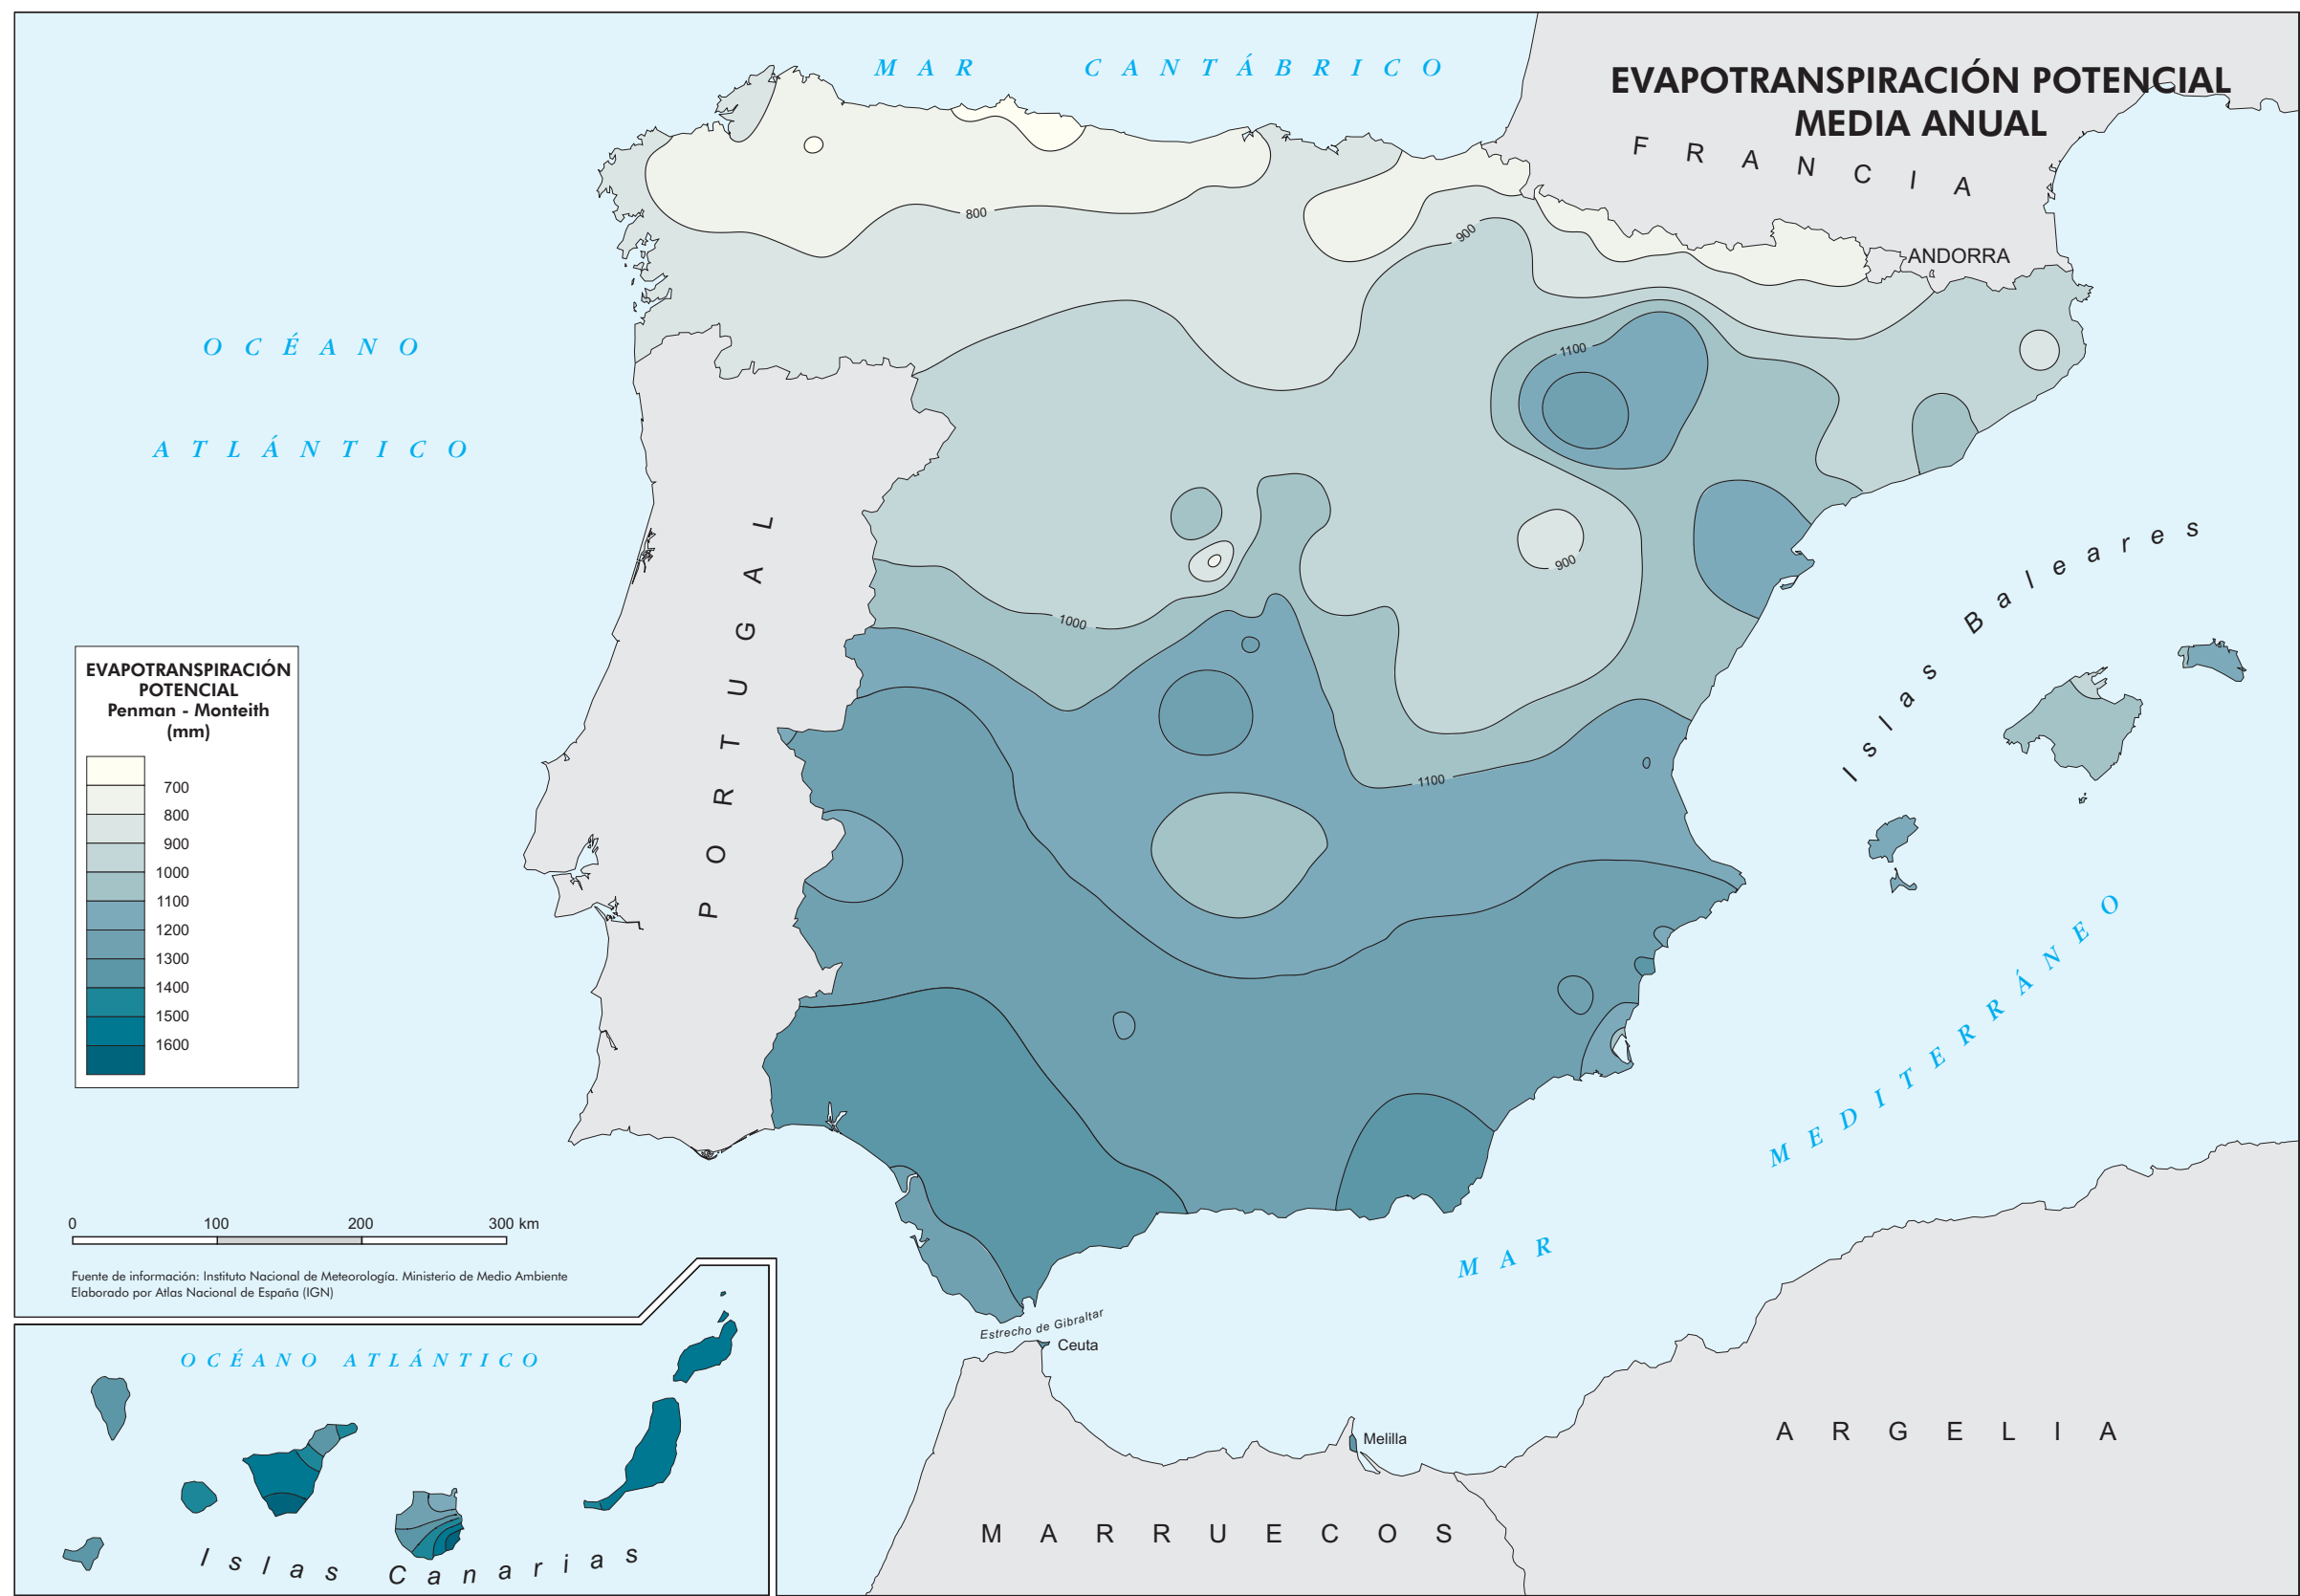 MAR CANTÁBRICO
EVAPOTRANSPIRACIÓN POTENCIAL
MEDIA ANUAL
FRANCIA
ANDORRA
800
900
OCÉANO
ATLÁNTICO
1100
900
1000
1100
PORTUGAL
Islas Baleares
EVAPOTRANSPIRACIÓN
POTENCIAL
Penman - Monteith
(mm)
700
800
900
1000
1100
1200
1300
1400
1500
1600
MAR MEDITERRÁNEO
0 100 200 300 km
Fuente de información: Instituto Nacional de Meteorología. Ministerio de Medio Ambiente
Elaborado por Atlas Nacional de España (IGN)
Estrecho de Gibraltar
Ceuta
Melilla
OCÉANO ATLÁNTICO
Islas Canarias
MARRUECOS
ARGELIA